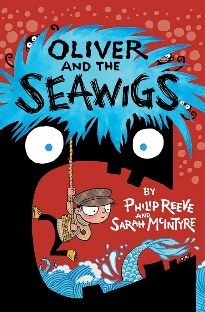 OLIVER
AND THE
SEAWIGS
BY
PHILIP REEVE
AND
SARAH McINTYRE